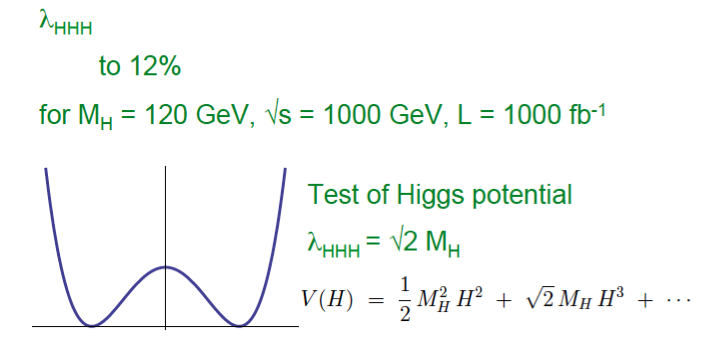 λHHH
to 12%
for MH = 120 GeV, √s = 1000 GeV, L = 1000 fb-1
Test of Higgs potential
λHHH = √2 MH
V(H) = 1/2 M²H H² + √2 MH H³ + ⋯